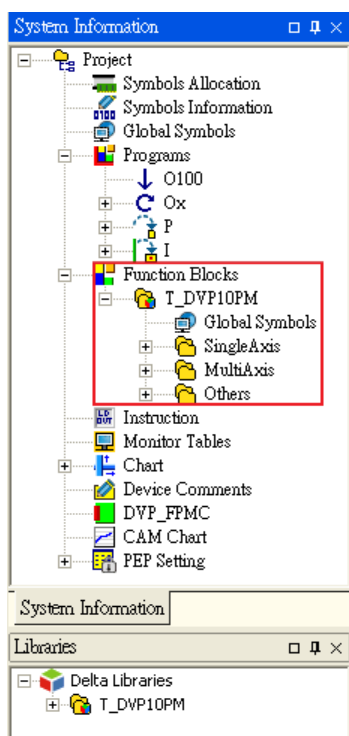 System Information
Project
Symbols Allocation
Symbols Information
Global Symbols
Programs
O100
Ox
P
I
Function Blocks
T_DVP10PM
Global Symbols
SingleAxis
MultiAxis
Others
Instruction
Monitor Tables
Chart
Device Comments
DVP_FPMC
CAM Chart
PEP Setting
System Information
Libraries
Delta Libraries
T_DVP10PM